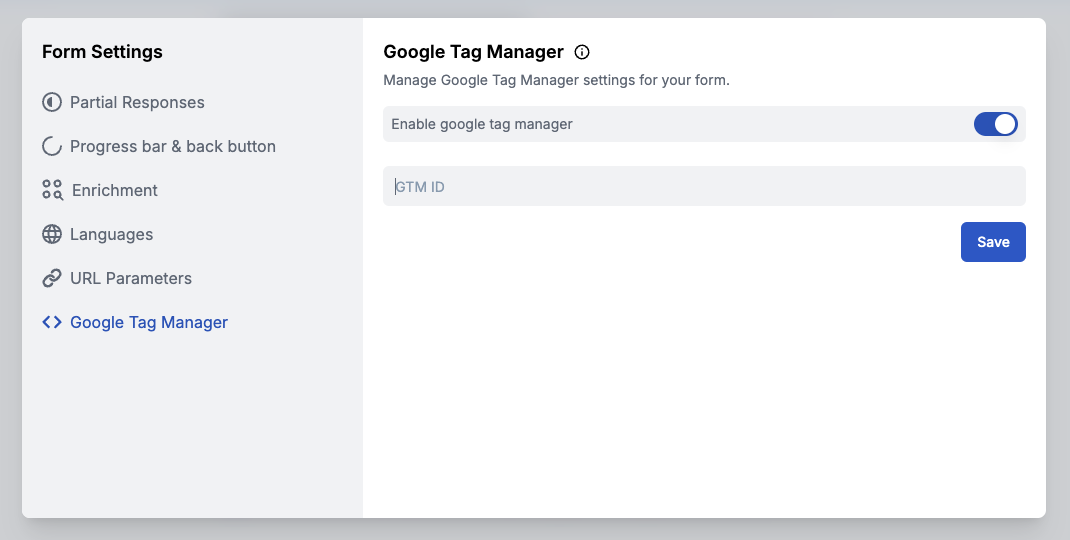 Form Settings
Partial Responses
Progress bar & back button
Enrichment
Languages
URL Parameters
Google Tag Manager
Google Tag Manager
Manage Google Tag Manager settings for your form.
Enable google tag manager
GTM ID
Save